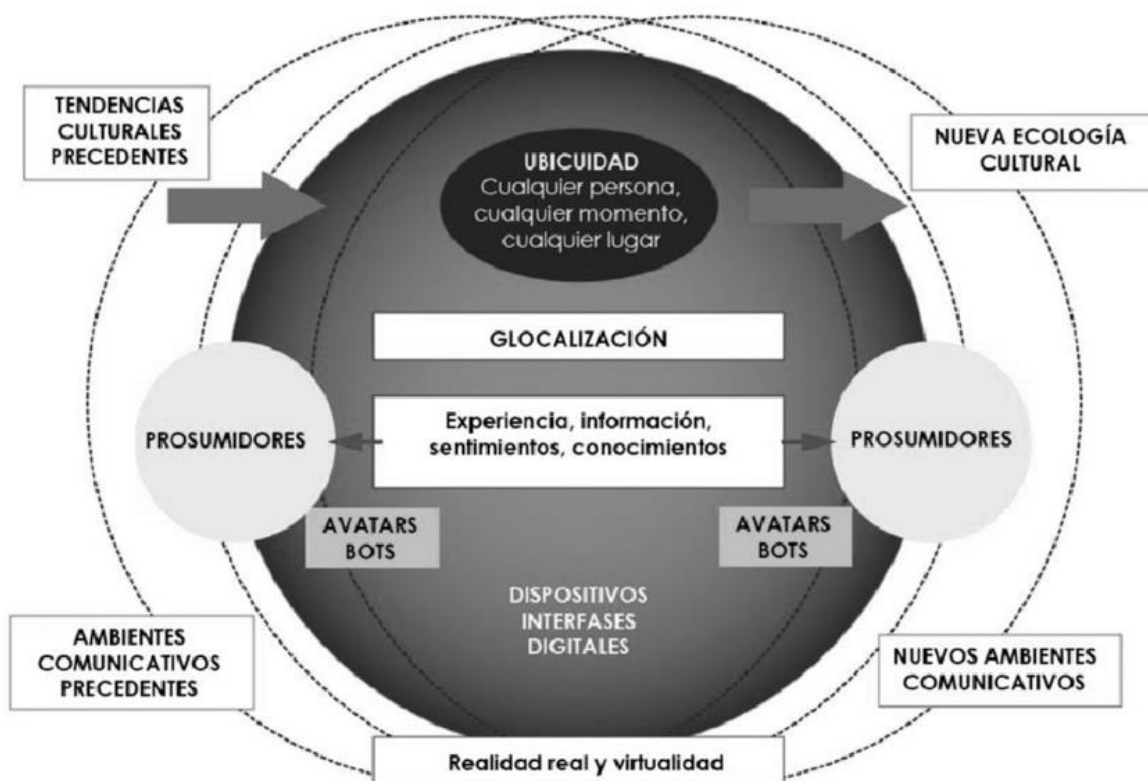 TENDENCIAS
CULTURALES
PRECEDENTES
UBICUIDAD
Cualquier persona,
cualquier momento,
cualquier lugar
NUEVA ECOLOGÍA
CULTURAL
GLOCALIZACIÓN
PROSUMIDORES
Experiencia, información,
sentimientos, conocimientos
PROSUMIDORES
AVATARS
BOTS
AVATARS
BOTS
DISPOSITIVOS
INTERFASES
DIGITALES
AMBIENTES
COMUNICATIVOS
PRECEDENTES
NUEVOS AMBIENTES
COMUNICATIVOS
Realidad real y virtualidad